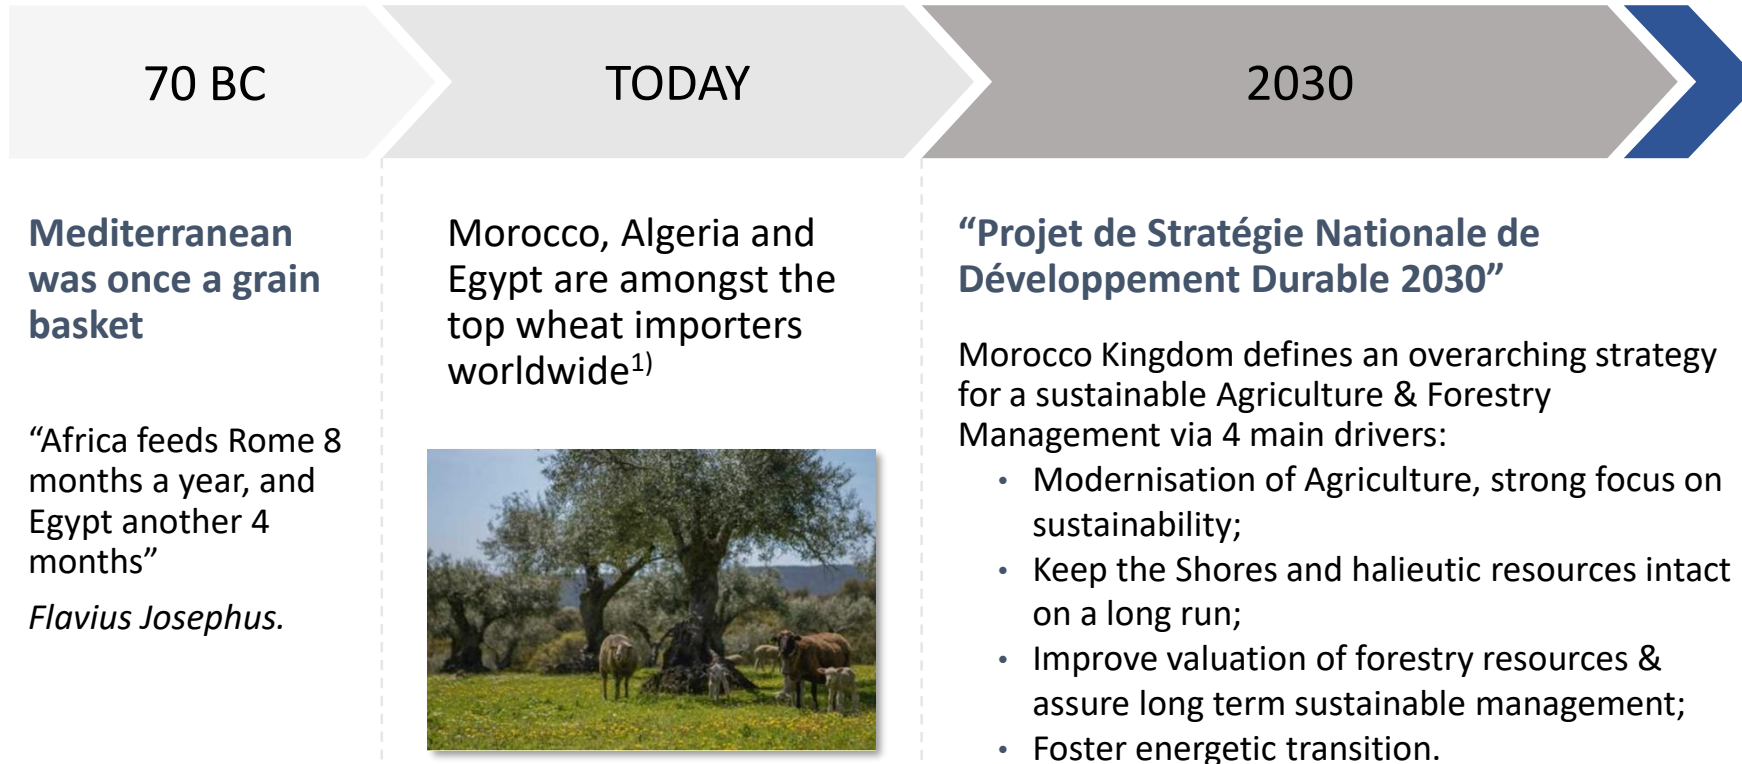 70 BC
TODAY
2030
Mediterranean
was once a grain
basket
“Africa feeds Rome 8
months a year, and
Egypt another 4
months”
Flavius Josephus.
Morocco, Algeria and
Egypt are amongst the
top wheat importers
worldwide1)
“Projet de Stratégie Nationale de
Développement Durable 2030”
Morocco Kingdom defines an overarching strategy
for a sustainable Agriculture & Forestry
Management via 4 main drivers:
• Modernisation of Agriculture, strong focus on
sustainability;
• Keep the Shores and halieutic resources intact
on a long run;
• Improve valuation of forestry resources &
assure long term sustainable management;
• Foster energetic transition.